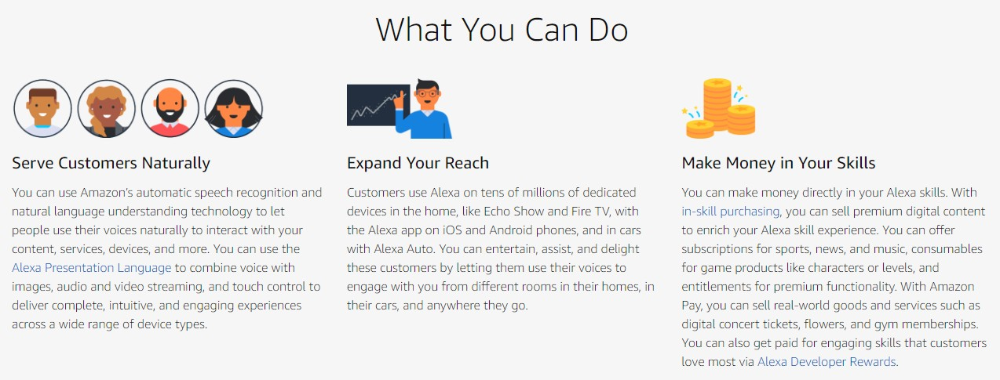 What You Can Do
Serve Customers Naturally
You can use Amazon's automatic speech recognition and
natural language understanding technology to let
people use their voices naturally to interact with your
content, services, devices, and more. You can use the
Alexa Presentation Language to combine voice with
images, audio and video streaming, and touch control to
deliver complete, intuitive, and engaging experiences
across a wide range of device types.
Expand Your Reach
Customers use Alexa on tens of millions of dedicated
devices in the home, like Echo Show and Fire TV, with
the Alexa app on iOS and Android phones, and in cars
with Alexa Auto. You can entertain, assist, and delight
these customers by letting them use their voices to
engage with you from different rooms in their homes, in
their cars, and anywhere they go.
Make Money in Your Skills
You can make money directly in your Alexa skills. With
in-skill purchasing, you can sell premium digital content
to enrich your Alexa skill experience. You can offer
subscriptions for sports, news, and music, consumables
for game products like characters or levels, and
entitlements for premium functionality. With Amazon
Pay, you can sell real-world goods and services such as
digital concert tickets, flowers, and gym memberships.
You can also get paid for engaging skills that customers
love most via Alexa Developer Rewards.